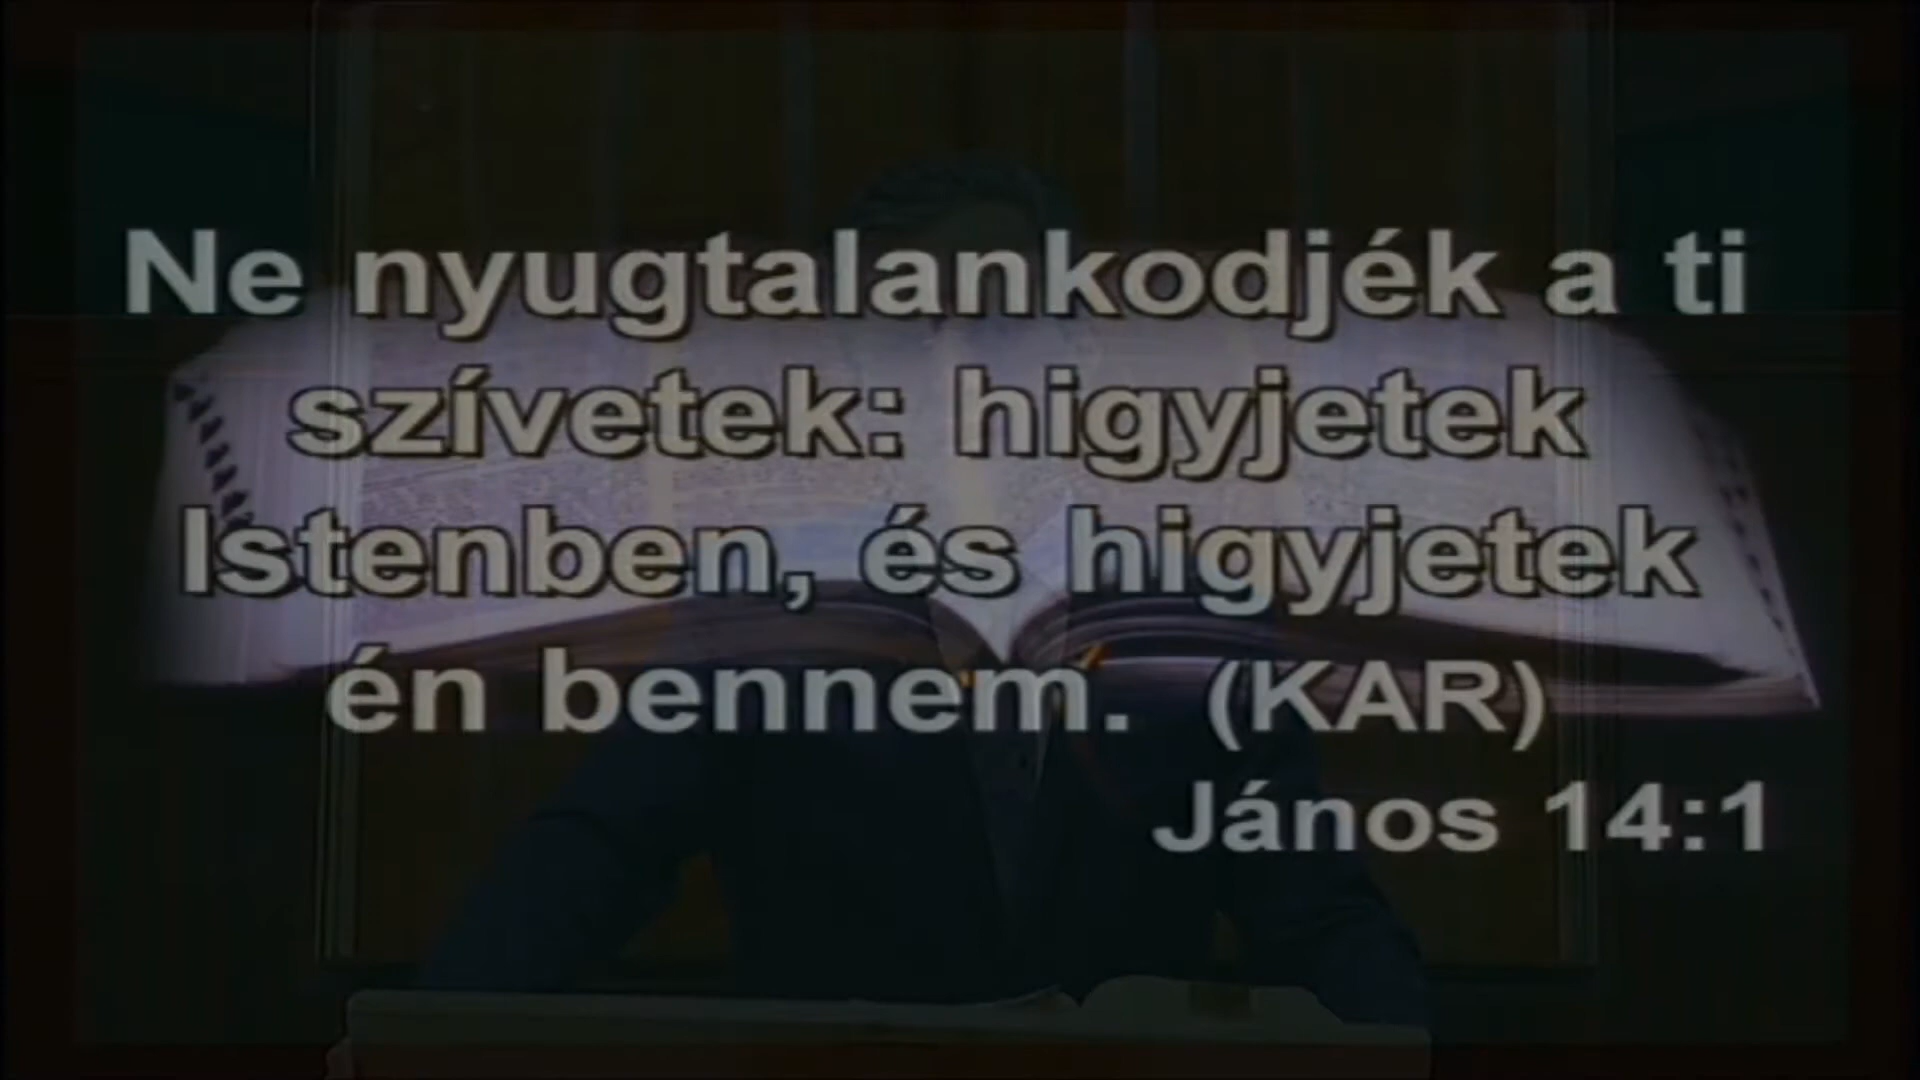 Ne nyugtalankodjék a ti
szívetek: higyjetek
Istenben, és higyjetek
én bennem. (KAR)
János 14:1